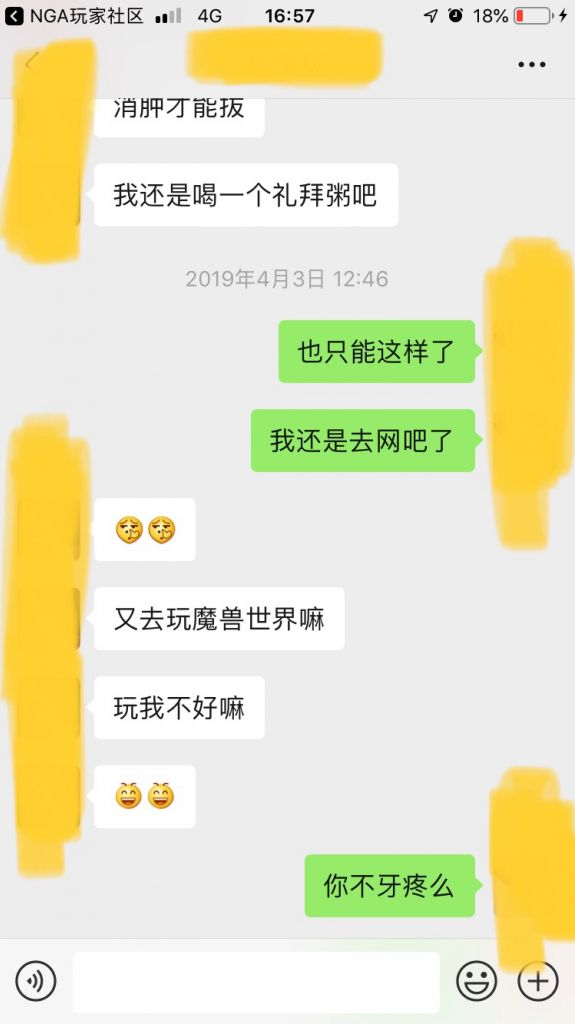 NGA玩家社区 4G 16:57 18%
消肿才能拔
我还是喝一个礼拜粥吧
2019年4月3日 12:46
也只能这样了
我还是去网吧了
又去玩魔兽世界嘛
玩我不好嘛
你不牙疼么